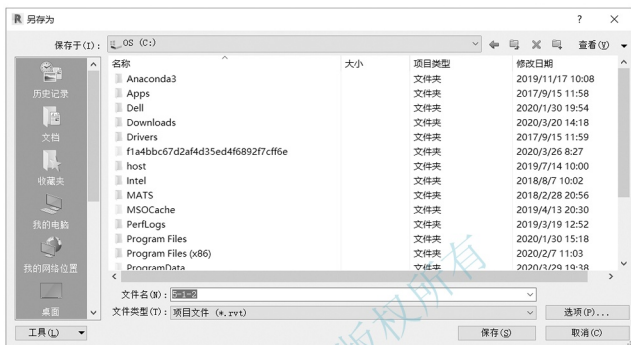 R 另存为 ? ×
保存于(I): OS (C:) 查看(V)
名称 大小 项目类型 修改日期
Anaconda3 文件夹 2019/11/17 10:08
Apps 文件夹 2017/9/15 11:58
Dell 文件夹 2020/1/30 19:54
Downloads 文件夹 2020/3/20 14:18
Drivers 文件夹 2017/9/15 11:59
f1a4bbc67d2af4d35ed4f6892f7cff6e 文件夹 2020/3/26 8:27
host 文件夹 2019/7/14 10:00
Intel 文件夹 2018/8/7 10:02
MATS 文件夹 2018/2/28 20:56
MSOCache 文件夹 2019/4/13 20:30
PerfLogs 文件夹 2019/3/19 12:52
Program Files 文件夹 2020/1/30 15:18
Program Files (x86) 文件夹 2020/2/7 11:03
ProgramData 文件夹 2020/3/29 19:38
历史记录
文档
收藏夹
我的电脑
我的网络位置
桌面
文件名(N): 5-1-2
文件类型(T): 项目文件 (*.rvt) 选项(P)...
工具(L) 保存(S) 取消(C)
版权所有